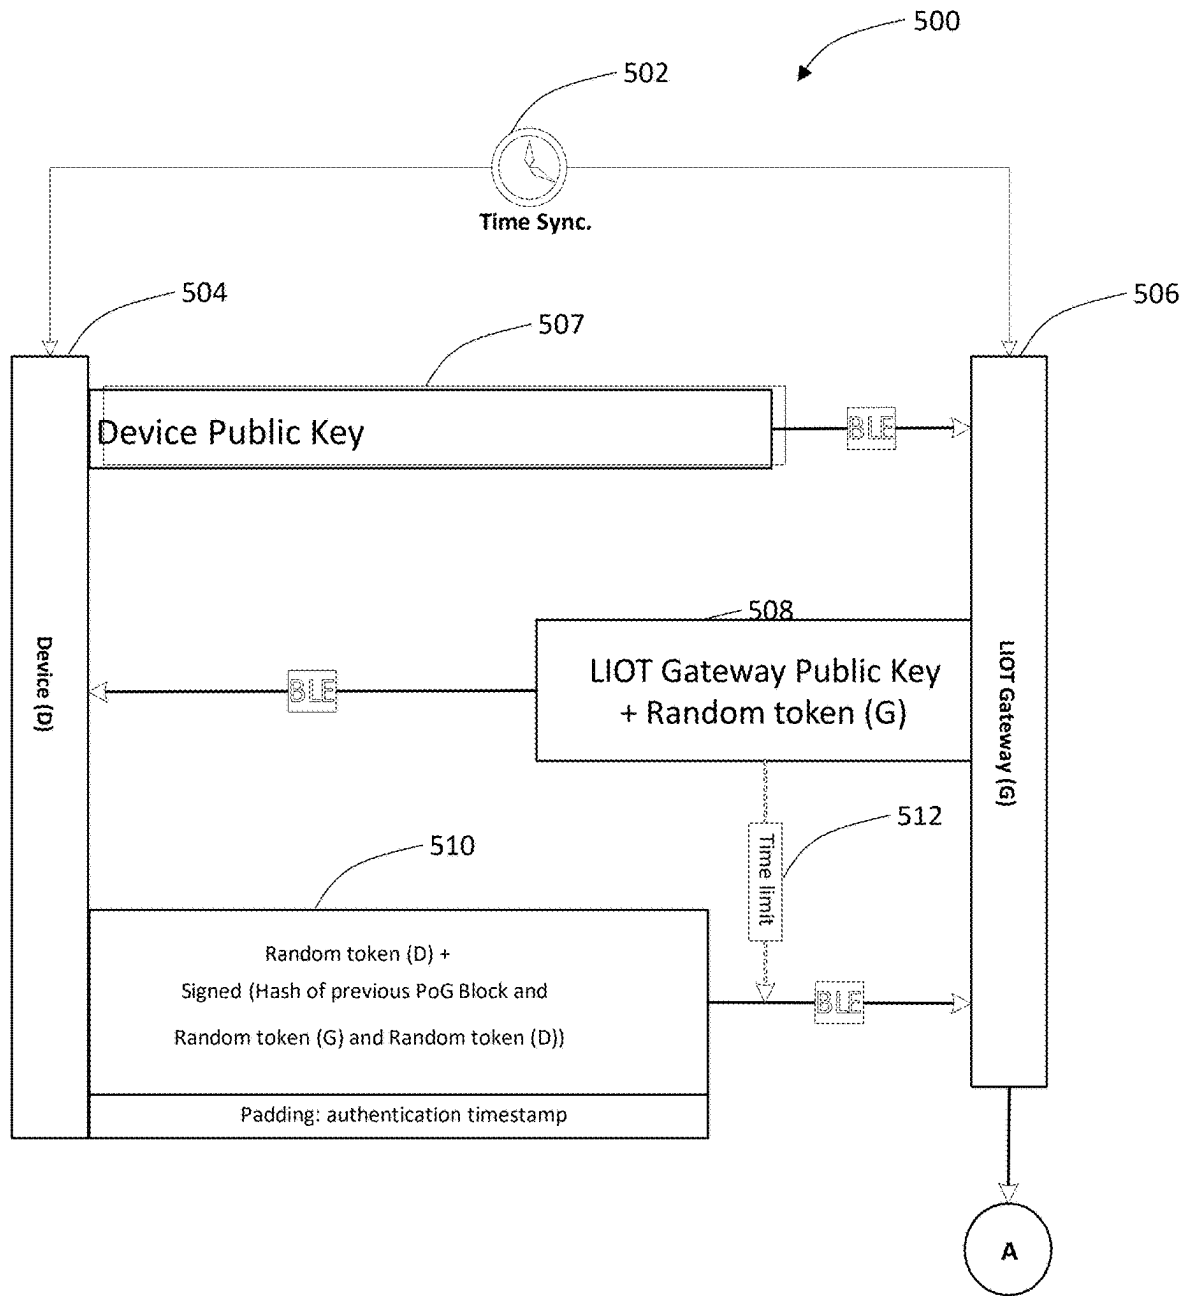 500
502
Time Sync.
504
506
507
Device Public Key
BLE
508
LIOT Gateway Public Key
+ Random token (G)
BLE
Device (D)
LIOT Gateway (G)
512
Time limit
510
Random token (D) +
Signed (Hash of previous PoG Block and
Random token (G) and Random token (D))
BLE
Padding: authentication timestamp
A